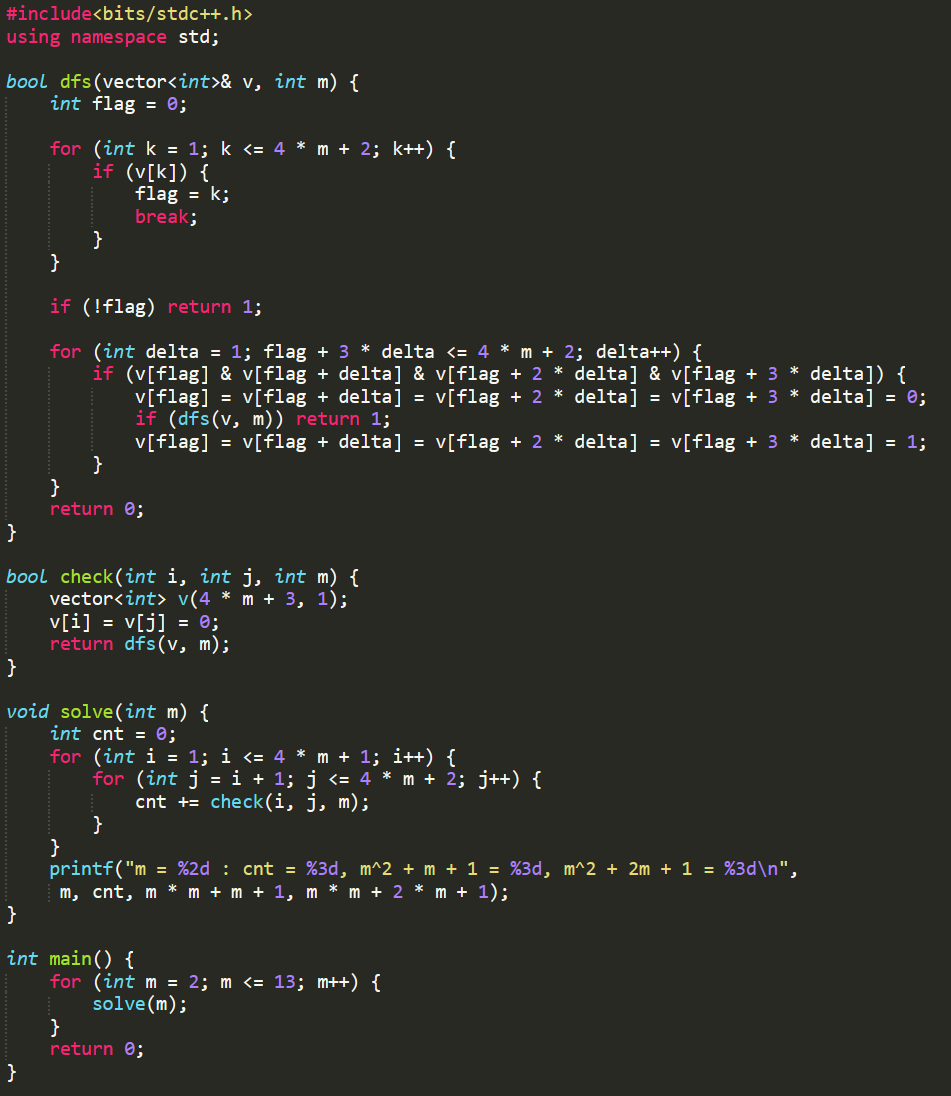 #include<bits/stdc++.h>
using namespace std;

bool dfs(vector<int>& v, int m) {
    int flag = 0;

    for (int k = 1; k <= 4 * m + 2; k++) {
        if (v[k]) {
            flag = k;
            break;
        }
    }

    if (!flag) return 1;

    for (int delta = 1; flag + 3 * delta <= 4 * m + 2; delta++) {
        if (v[flag] & v[flag + delta] & v[flag + 2 * delta] & v[flag + 3 * delta]) {
            v[flag] = v[flag + delta] = v[flag + 2 * delta] = v[flag + 3 * delta] = 0;
            if (dfs(v, m)) return 1;
            v[flag] = v[flag + delta] = v[flag + 2 * delta] = v[flag + 3 * delta] = 1;
        }
    }
    return 0;
}

bool check(int i, int j, int m) {
    vector<int> v(4 * m + 3, 1);
    v[i] = v[j] = 0;
    return dfs(v, m);
}

void solve(int m) {
    int cnt = 0;
    for (int i = 1; i <= 4 * m + 1; i++) {
        for (int j = i + 1; j <= 4 * m + 2; j++) {
            cnt += check(i, j, m);
        }
    }
    printf("m = %2d : cnt = %3d, m^2 + m + 1 = %3d, m^2 + 2m + 1 = %3d\n",
     m, cnt, m * m + m + 1, m * m + 2 * m + 1);
}

int main() {
    for (int m = 2; m <= 13; m++) {
        solve(m);
    }
    return 0;
}